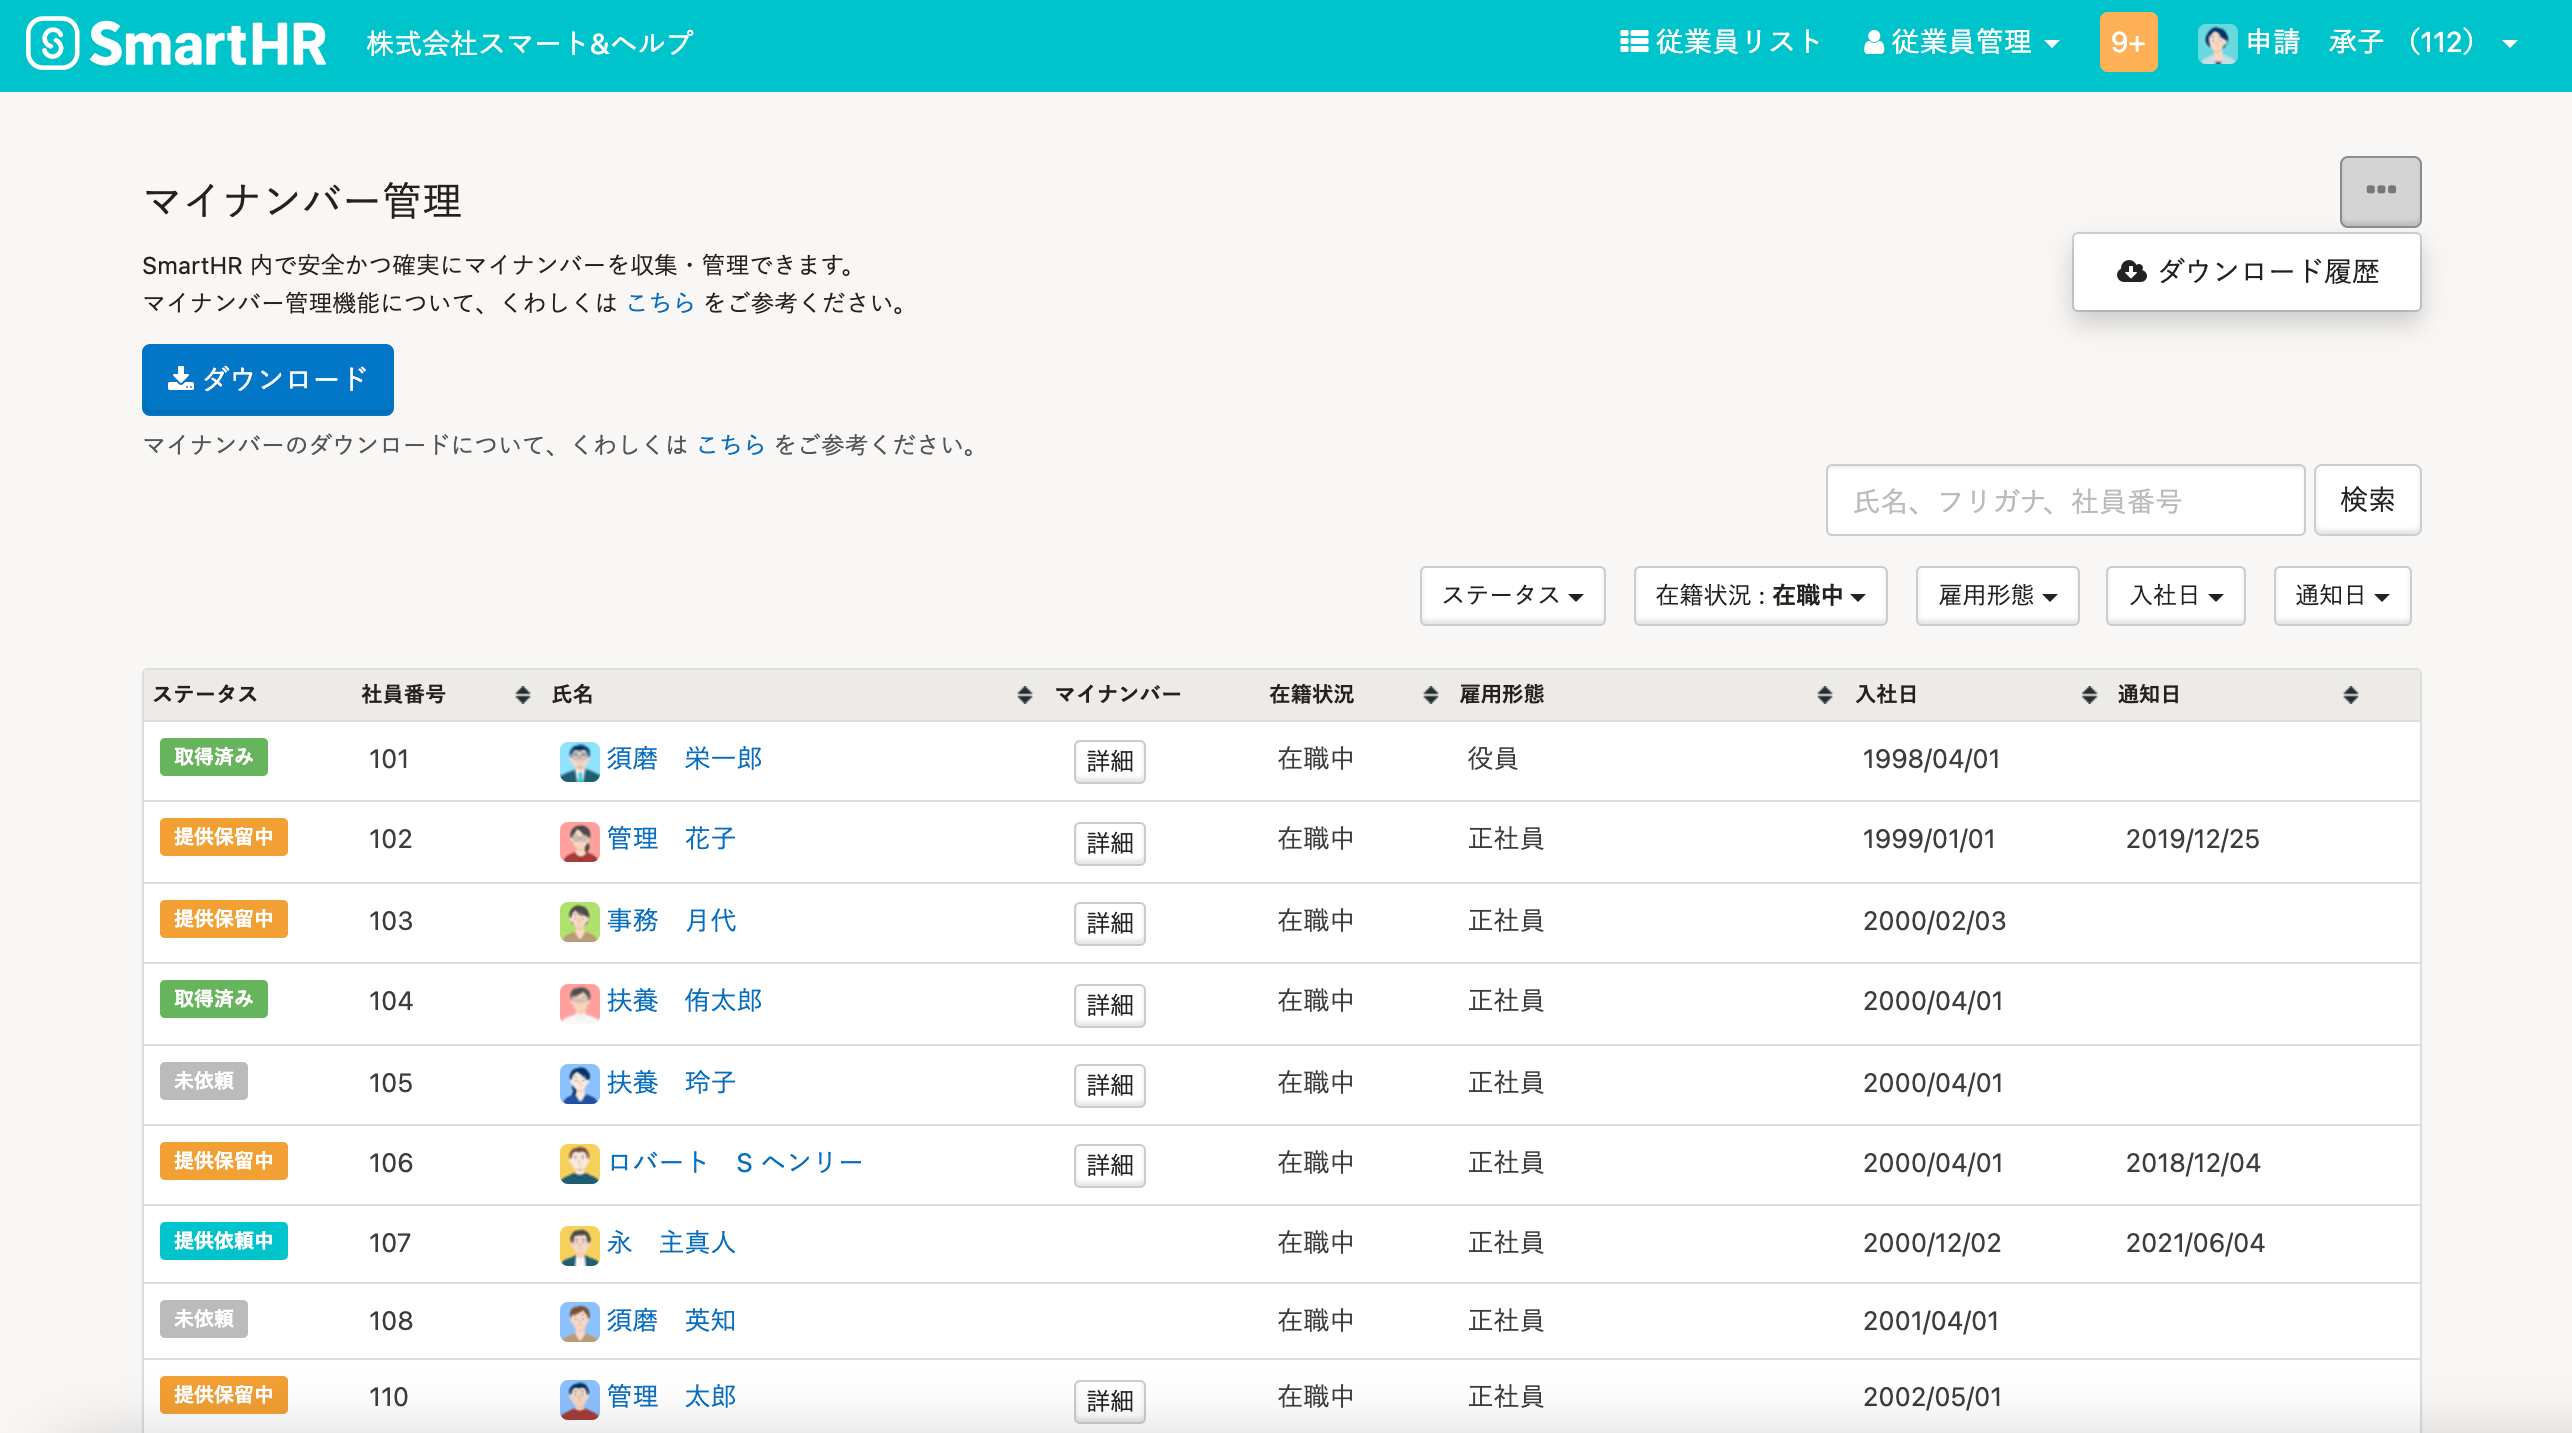 SmartHR 株式会社スマート&ヘルプ 従業員リスト 従業員管理 9+ 申請　承子 （112）
マイナンバー管理
SmartHR 内で安全かつ確実にマイナンバーを収集・管理できます。
マイナンバー管理機能について、くわしくは こちら をご参考ください。
ダウンロード履歴
ダウンロード
マイナンバーのダウンロードについて、くわしくは こちら をご参考ください。
氏名、フリガナ、社員番号 検索
ステータス 在籍状況 : 在職中 雇用形態 入社日 通知日
ステータス 社員番号 氏名 マイナンバー 在籍状況 雇用形態 入社日 通知日
取得済み 101 須磨　栄一郎 詳細 在職中 役員 1998/04/01
提供保留中 102 管理　花子 詳細 在職中 正社員 1999/01/01 2019/12/25
提供保留中 103 事務　月代 詳細 在職中 正社員 2000/02/03
取得済み 104 扶養　侑太郎 詳細 在職中 正社員 2000/04/01
未依頼 105 扶養　玲子 詳細 在職中 正社員 2000/04/01
提供保留中 106 ロバート　S ヘンリー 詳細 在職中 正社員 2000/04/01 2018/12/04
提供依頼中 107 永　主真人 在職中 正社員 2000/12/02 2021/06/04
未依頼 108 須磨　英知 在職中 正社員 2001/04/01
提供保留中 110 管理　太郎 詳細 在職中 正社員 2002/05/01